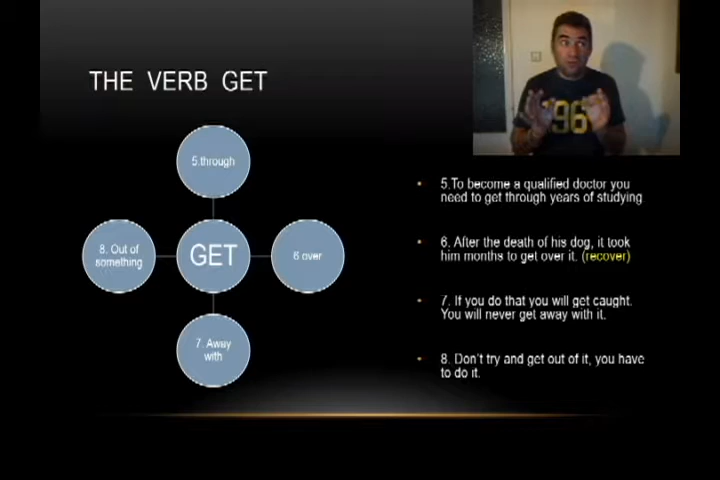 THE VERB GET
5.through
8. Out of
something
GET
6 over
7. Away
with
5.To become a qualified doctor you
need to get through years of studying
6. After the death of his dog, it took
him months to get over it. (recover)
7. If you do that you will get caught.
You will never get away with it.
8. Don't try and get out of it, you have
to do it.
96